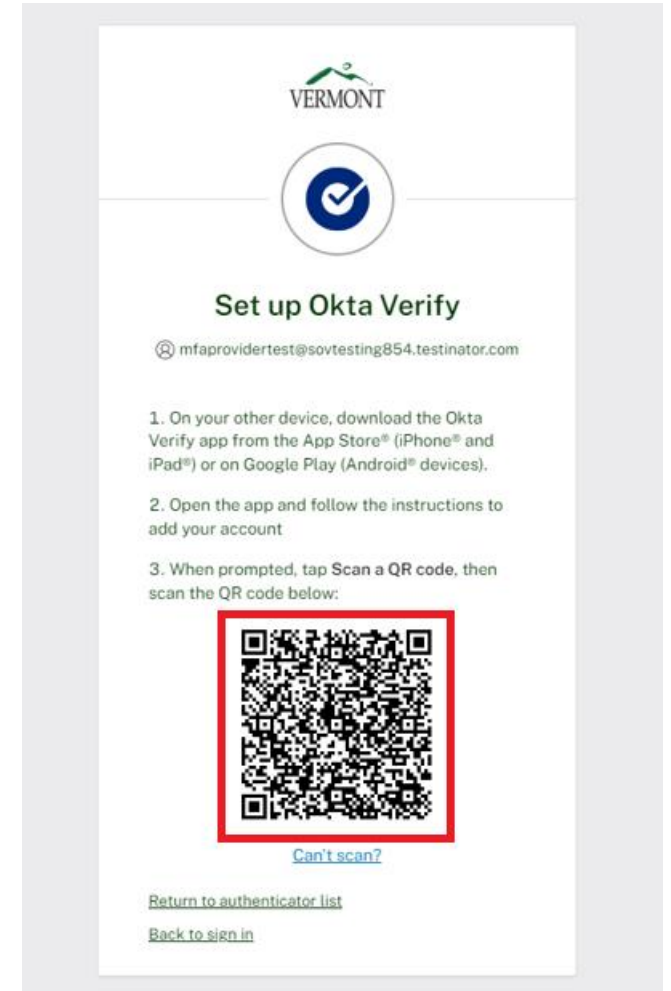 VERMONT
Set up Okta Verify
mfaprovidertest@sovtesting854.testinator.com
1. On your other device, download the Okta
Verify app from the App Store® (iPhone® and
iPad®) or on Google Play (Android® devices).
2. Open the app and follow the instructions to
add your account
3. When prompted, tap Scan a QR code, then
scan the QR code below:
Can't scan?
Return to authenticator list
Back to sign in